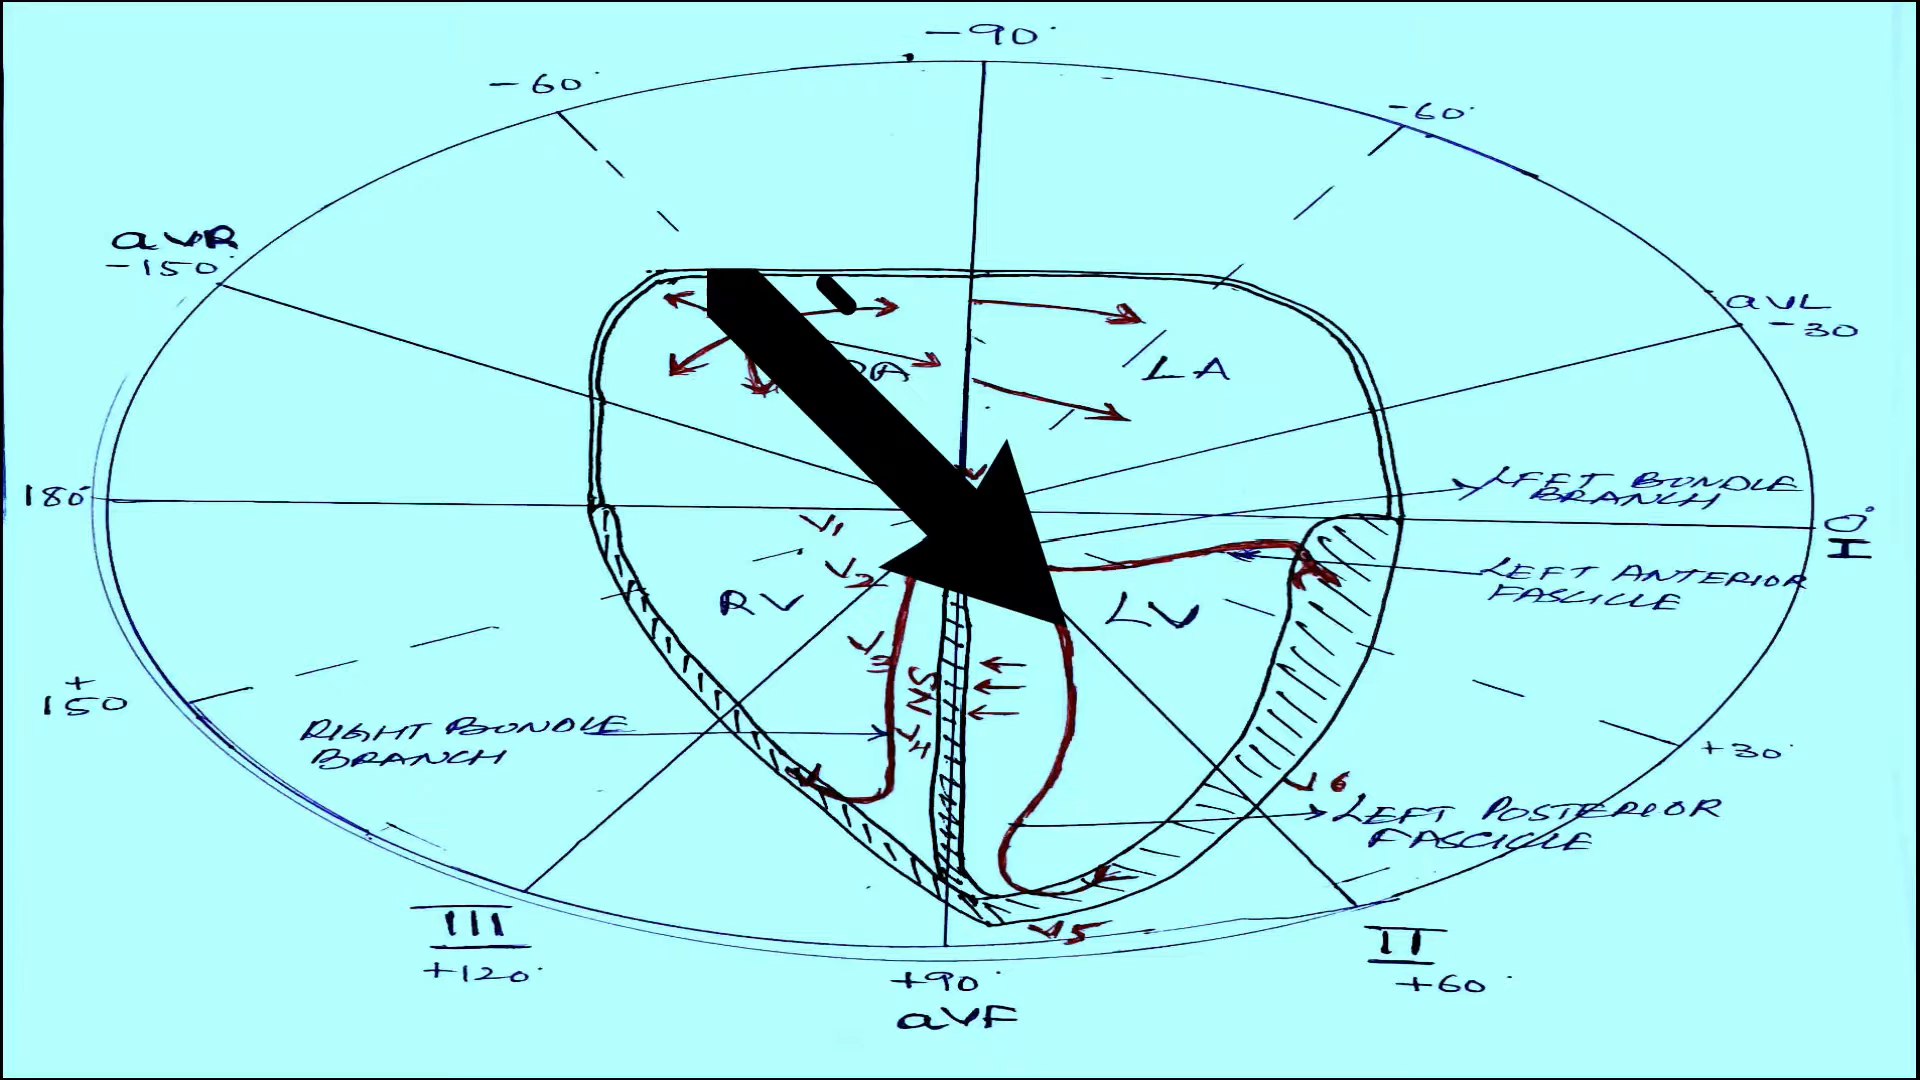 -90°
-60°
-60°
aVR
-150°
aVL
-30
LA
180°
LEFT BUNDLE
BRANCH
0°
I
V1
V2
LEFT ANTERIOR
FASCICLE
RV
LV
V3
+
150
IVS
RIGHT BUNDLE
BRANCH
V4
+30°
V6
LEFT POSTERIOR
FASCICLE
III
+120°
V5
II
+60°
+90°
aVF